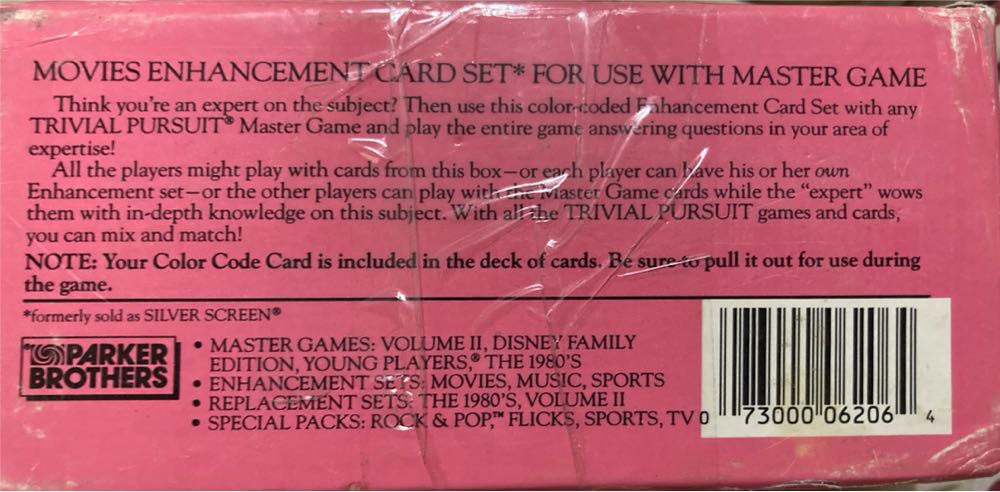 MOVIES ENHANCEMENT CARD SET* FOR USE WITH MASTER GAME
Think you're an expert on the subject? Then use this color-coded Enhancement Card Set with any
TRIVIAL PURSUIT® Master Game and play the entire game answering questions in your area of
expertise!
All the players might play with cards from this box—or each player can have his or her own
Enhancement set—or the other players can play with the Master Game cards while the "expert" wows
them with in-depth knowledge on this subject. With all the TRIVIAL PURSUIT games and cards,
you can mix and match!
NOTE: Your Color Code Card is included in the deck of cards. Be sure to pull it out for use during
the game.
*formerly sold as SILVER SCREEN®
PARKER
BROTHERS
• MASTER GAMES: VOLUME II, DISNEY FAMILY
EDITION, YOUNG PLAYERS,® THE 1980'S
• ENHANCEMENT SETS: MOVIES, MUSIC, SPORTS
• REPLACEMENT SETS: THE 1980'S, VOLUME II
• SPECIAL PACKS: ROCK & POP,™ FLICKS, SPORTS, TV
0 73000 06206 4